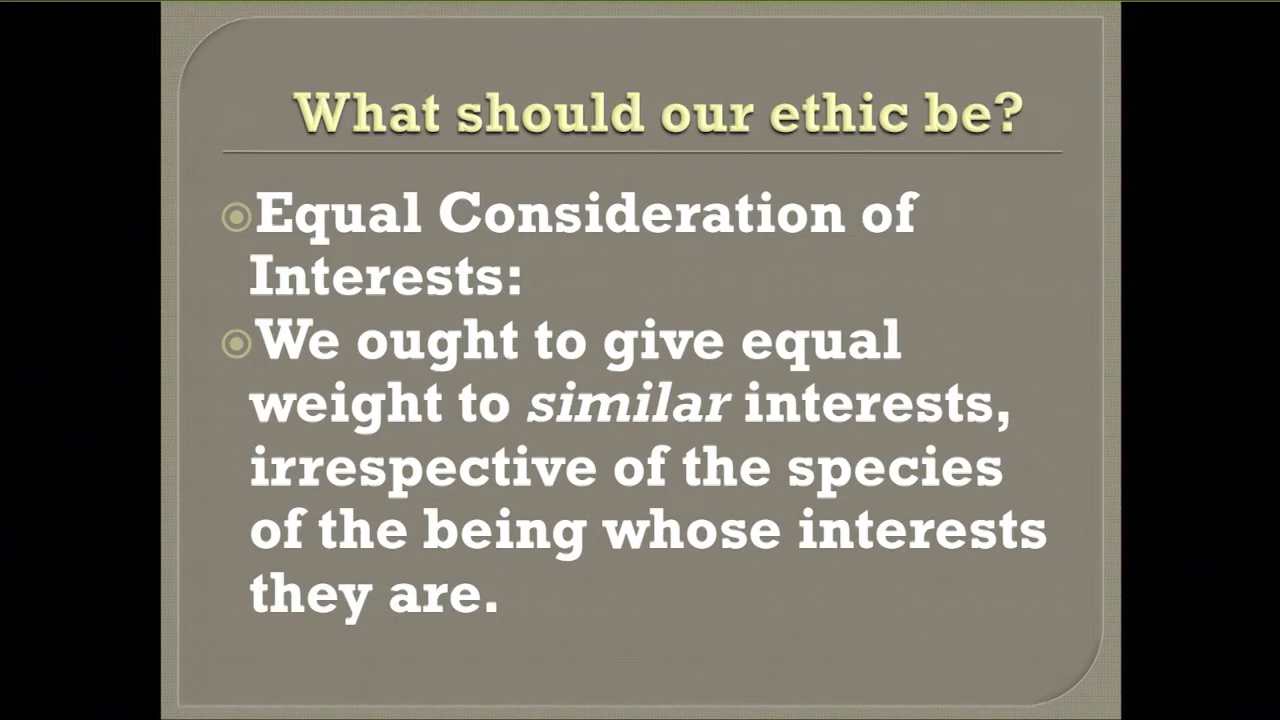 What should our ethic be?
Equal Consideration of
Interests:
We ought to give equal
weight to similar interests,
irrespective of the species
of the being whose interests
they are.